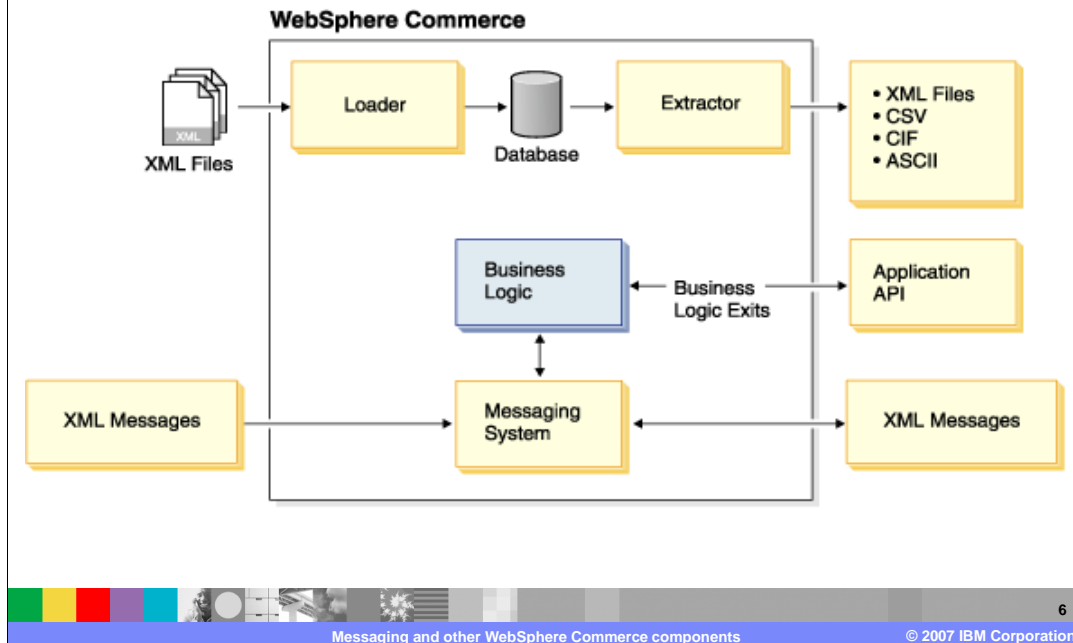 WebSphere Commerce
XML
XML Files
Loader
Database
Extractor
• XML Files
• CSV
• CIF
• ASCII
Business
Logic
Business
Logic Exits
Application
API
XML Messages
Messaging
System
XML Messages
6
Messaging and other WebSphere Commerce components
© 2007 IBM Corporation